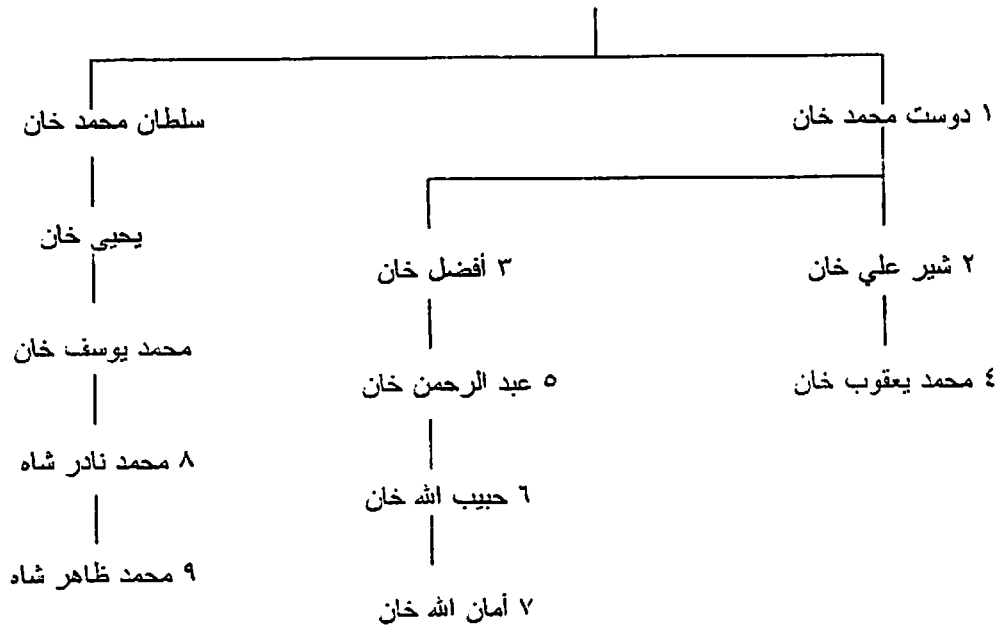 ١ دوست محمد خان
سلطان محمد خان
٢ شير علي خان
٣ أفضل خان
يحيى خان
٤ محمد يعقوب خان
٥ عبد الرحمن خان
محمد يوسف خان
٦ حبيب الله خان
٨ محمد نادر شاه
٧ أمان الله خان
٩ محمد ظاهر شاه